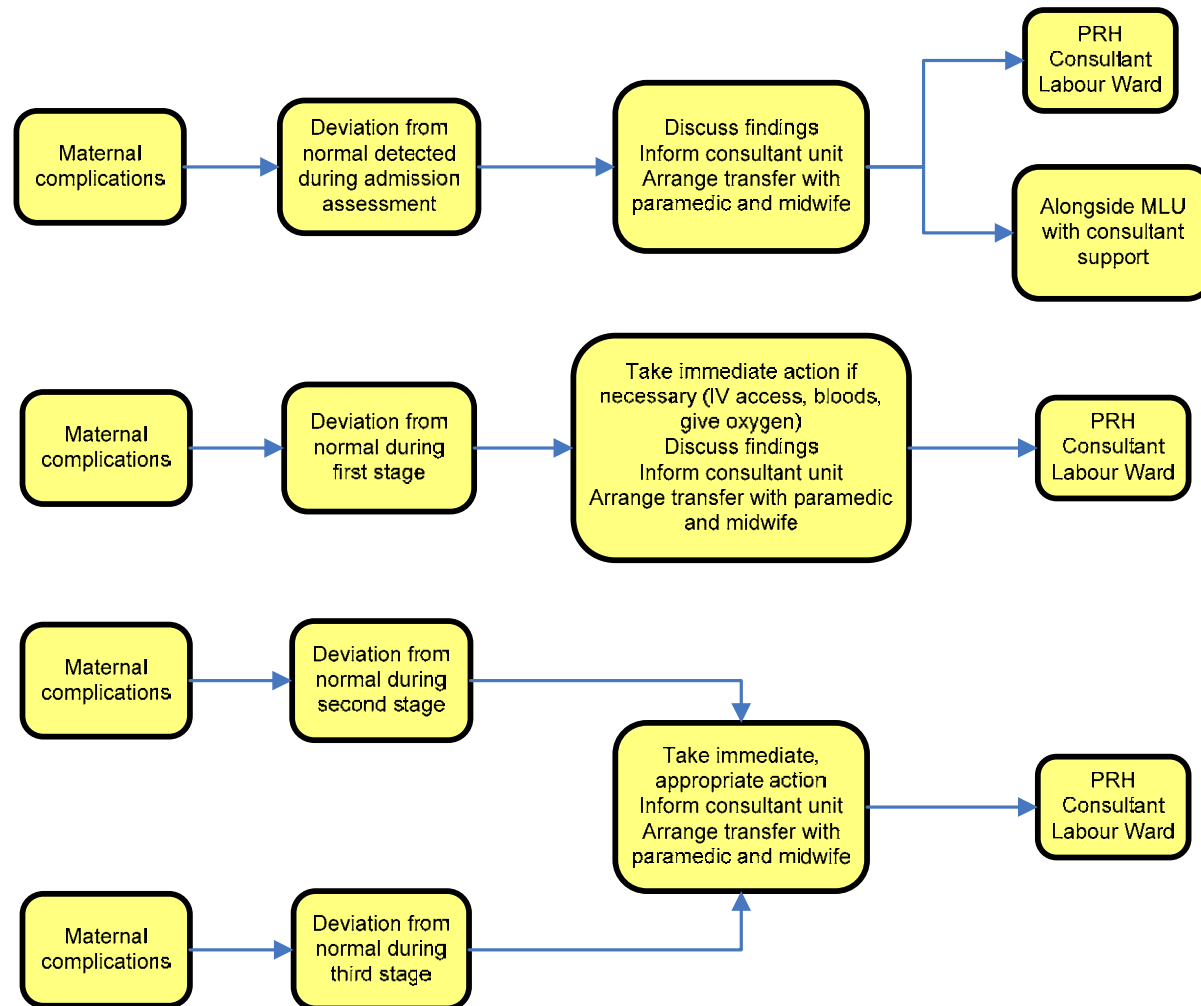 Maternal
complications
Deviation from
normal detected
during admission
assessment
Discuss findings
Inform consultant unit
Arrange transfer with
paramedic and midwife
PRH
Consultant
Labour Ward
Alongside MLU
with consultant
support
Maternal
complications
Deviation from
normal during
first stage
Take immediate action if
necessary (IV access, bloods,
give oxygen)
Discuss findings
Inform consultant unit
Arrange transfer with paramedic
and midwife
PRH
Consultant
Labour Ward
Maternal
complications
Deviation from
normal during
second stage
Take immediate,
appropriate action
Inform consultant unit
Arrange transfer with
paramedic and midwife
PRH
Consultant
Labour Ward
Maternal
complications
Deviation from
normal during
third stage